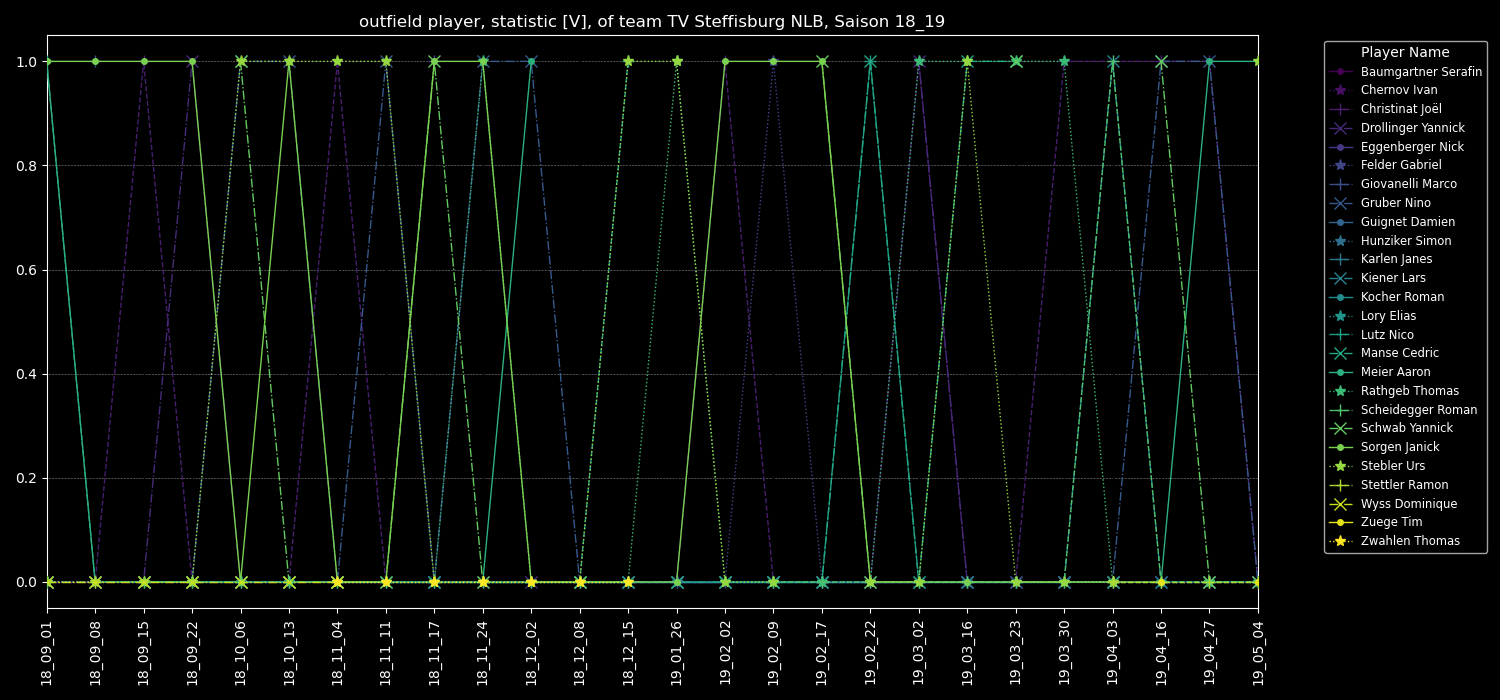 outfield player, statistic [V], of team TV Steffisburg NLB, Saison 18_19
1.0
0.8
0.6
0.4
0.2
0.0
18_09_01
18_09_08
18_09_15
18_09_22
18_10_06
18_10_13
18_11_04
18_11_11
18_11_17
18_11_24
18_12_02
18_12_08
18_12_15
19_01_26
19_02_02
19_02_09
19_02_17
19_02_22
19_03_02
19_03_16
19_03_23
19_03_30
19_04_03
19_04_16
19_04_27
19_05_04
Player Name
Baumgartner Serafin
Chernov Ivan
Christinat Joël
Drollinger Yannick
Eggenberger Nick
Felder Gabriel
Giovanelli Marco
Gruber Nino
Guignet Damien
Hunziker Simon
Karlen Janes
Kiener Lars
Kocher Roman
Lory Elias
Lutz Nico
Manse Cedric
Meier Aaron
Rathgeb Thomas
Scheidegger Roman
Schwab Yannick
Sorgen Janick
Stebler Urs
Stettler Ramon
Wyss Dominique
Zuege Tim
Zwahlen Thomas